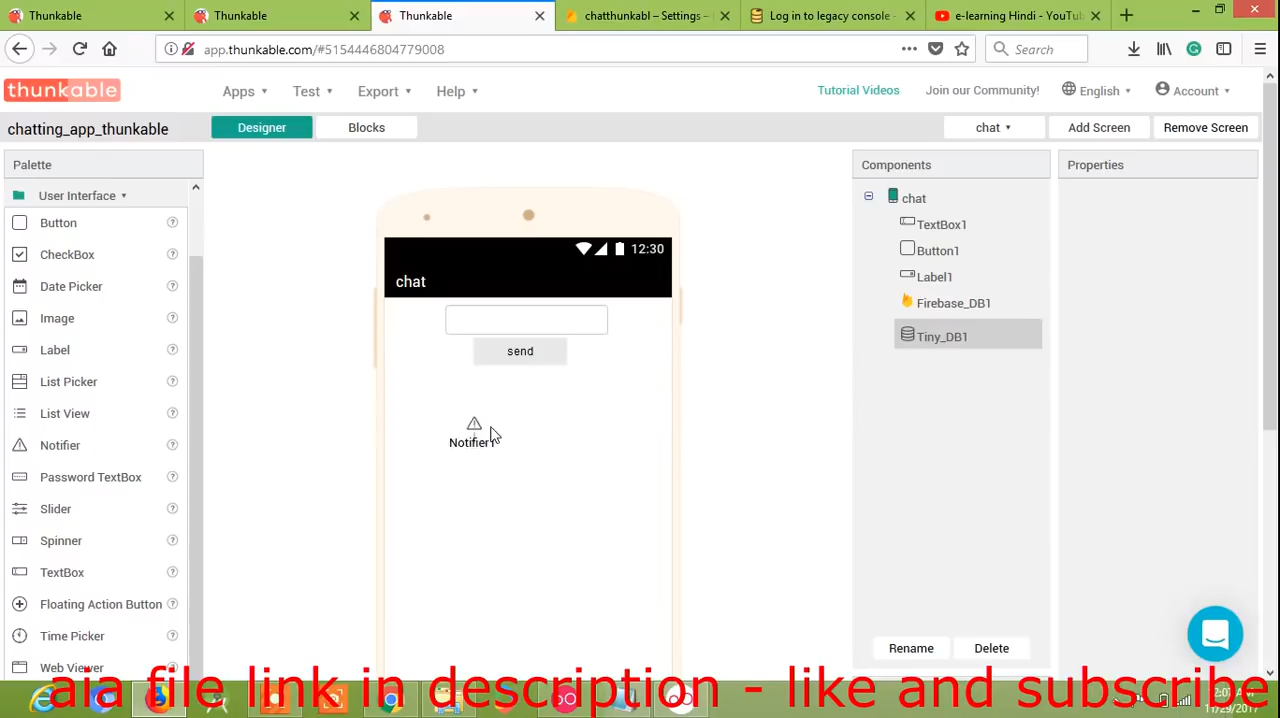 Thunkable
Thunkable
Thunkable
chatthunkabl – Settings –
Log in to legacy console -
e-learning Hindi - YouTub
app.thunkable.com/#5154446804779008
Search
thunkable
Apps
Test
Export
Help
Tutorial Videos
Join our Community!
English
Account
chatting_app_thunkable
Designer
Blocks
chat
Add Screen
Remove Screen
Palette
Components
Properties
User Interface
Button
CheckBox
Date Picker
Image
Label
List Picker
List View
Notifier
Password TextBox
Slider
Spinner
TextBox
Floating Action Button
Time Picker
Web Viewer
12:30
chat
send
Notifier1
chat
TextBox1
Button1
Label1
Firebase_DB1
Tiny_DB1
Rename
Delete
aia file link in description - like and subscribe
11/29/2017